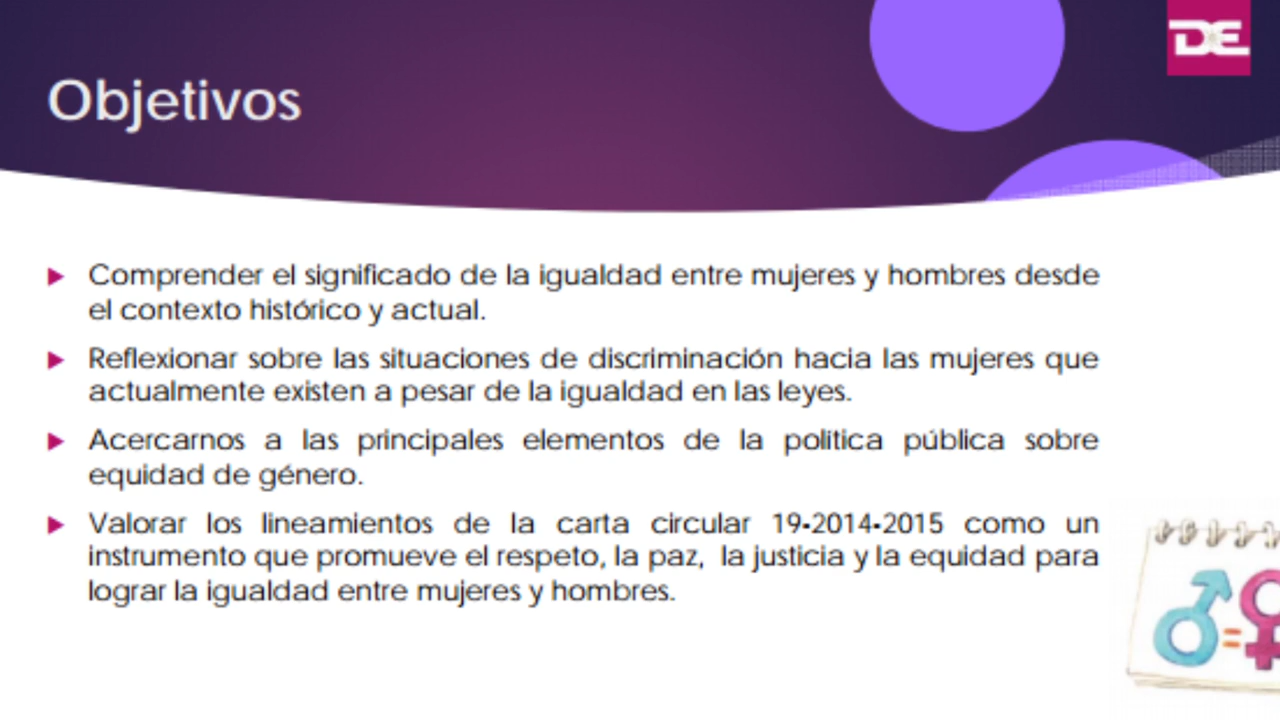 DE
Objetivos
Comprender el significado de la igualdad entre mujeres y hombres desde
el contexto histórico y actual.
Reflexionar sobre las situaciones de discriminación hacia las mujeres que
actualmente existen a pesar de la igualdad en las leyes.
Acercarnos a las principales elementos de la política pública sobre
equidad de género.
Valorar los lineamientos de la carta circular 19-2014-2015 como un
instrumento que promueve el respeto, la paz, la justicia y la equidad para
lograr la igualdad entre mujeres y hombres.